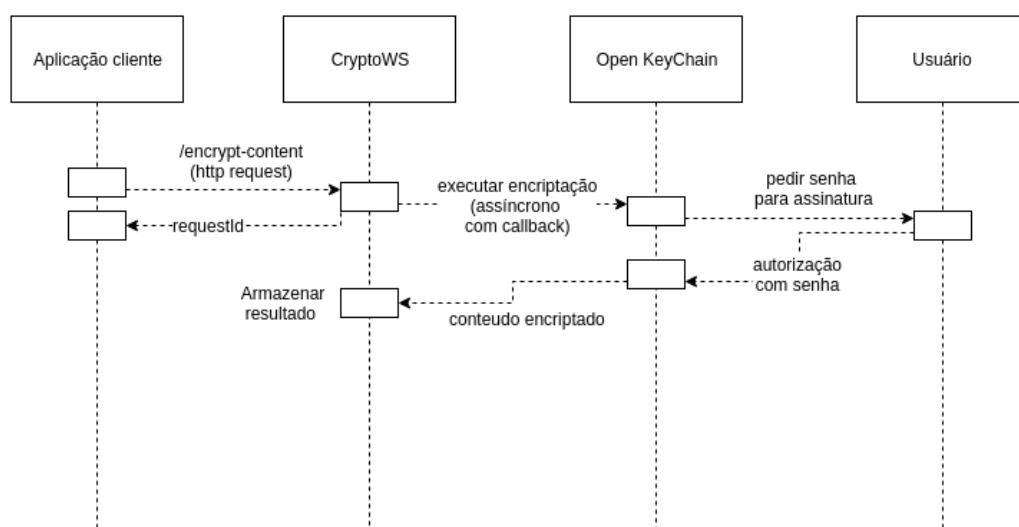 Aplicação cliente
CryptoWS
Open KeyChain
Usuário
/encrypt-content
(http request)
executar encriptação
(assíncrono
com callback)
pedir senha
para assinatura
requestId
autorização
com senha
Armazenar
resultado
conteudo encriptado